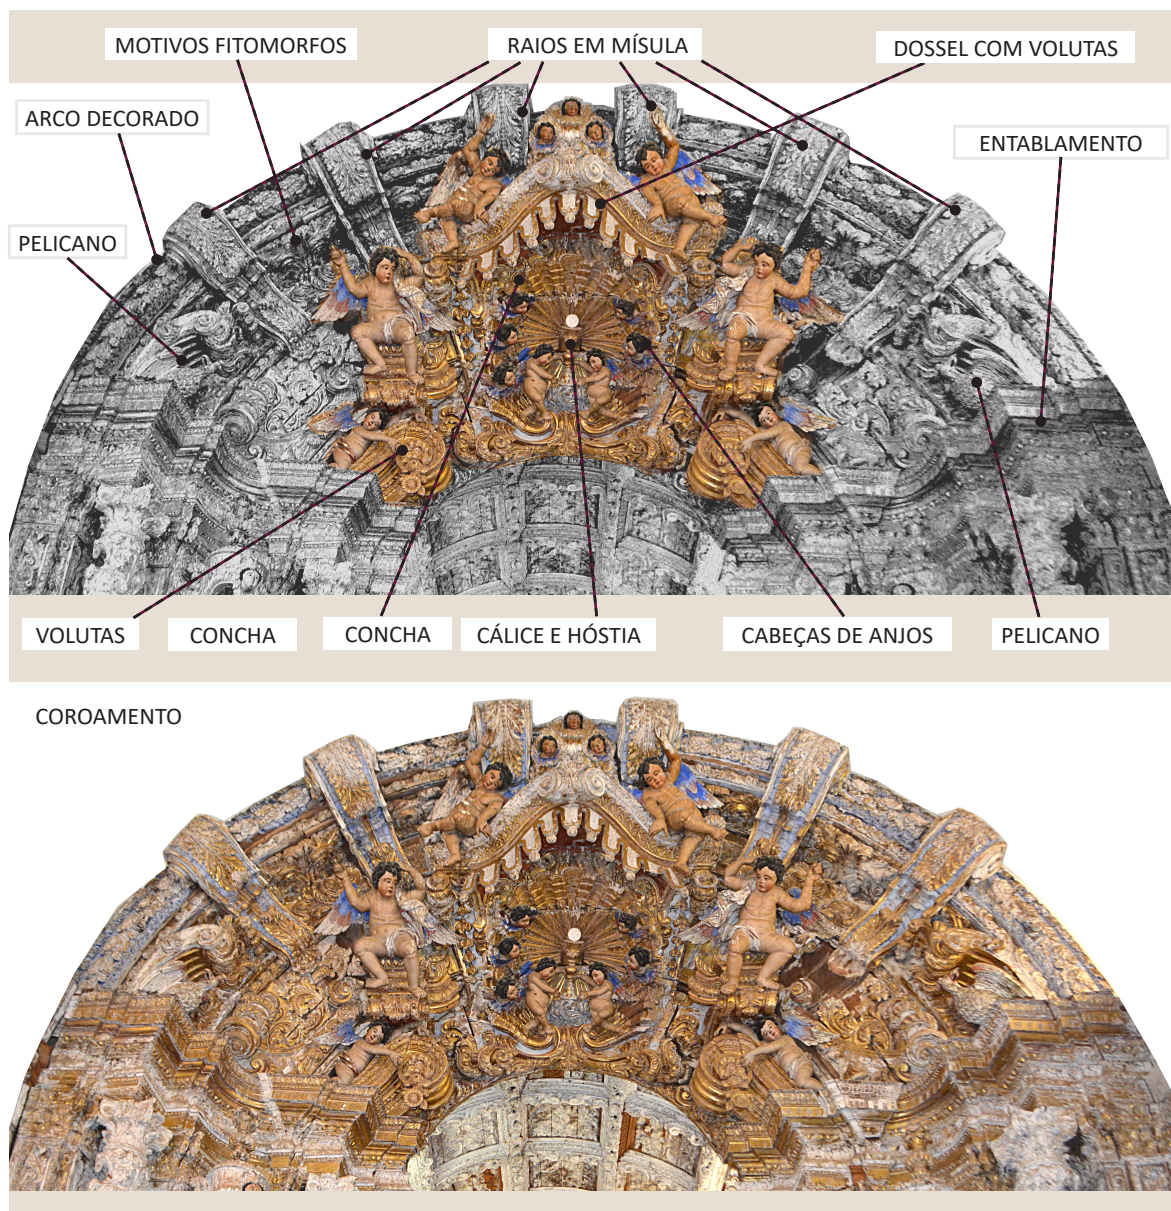 MOTIVOS FITOMORFOS
RAIOS EM MÍSULA
DOSSEL COM VOLUTAS
ARCO DECORADO
ENTABLAMENTO
PELICANO
VOLUTAS
CONCHA
CONCHA
CÁLICE E HÓSTIA
CABEÇAS DE ANJOS
PELICANO
COROAMENTO